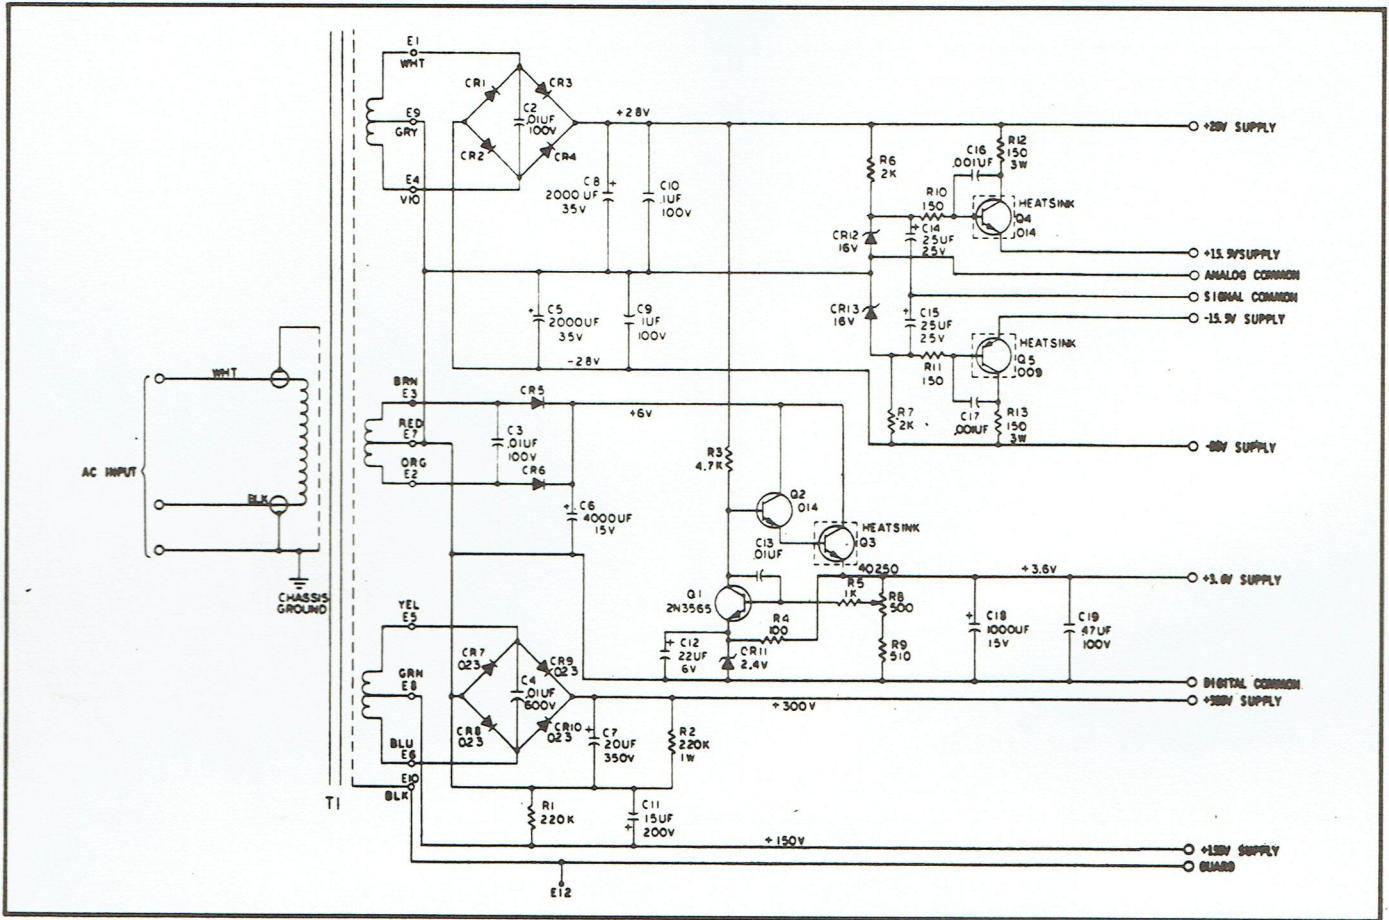 E1
WHT
CR1
CR3
C2
.01UF
100V
E9
GRY
CR2
CR4
E4
VIO
+28V
+28V SUPPLY
C8
2000UF
35V
C10
.1UF
100V
R6
2K
C16
.001UF
R12
150
3W
R10
150
HEATSINK
Q4
014
CR12
16V
C14
25UF
25V
+15.5V SUPPLY
ANALOG COMMON
SIGNAL COMMON
-15.5V SUPPLY
C5
2000UF
35V
C9
.1UF
100V
CR13
16V
C15
25UF
25V
HEATSINK
Q5
009
R11
150
-28V
R7
2K
C17
.001UF
R13
150
3W
SUPPLY
WHT
AC INPUT
BLK
CHASSIS
GROUND
T1
BRN
E3
CR5
+6V
RED
E7
C3
.01UF
100V
ORG
E2
CR6
C6
4000UF
15V
R3
4.7K
Q2
014
HEATSINK
Q3
40250
C13
.01UF
Q1
2N3565
R5
1K
R8
500
R4
100
R9
510
C12
22UF
6V
CR11
2.4V
+3.6V
C18
1000UF
15V
C19
.47UF
100V
+3.6V SUPPLY
DIGITAL COMMON
+300V SUPPLY
YEL
E5
CR7
023
CR9
023
C4
.01UF
600V
GRN
E8
CR8
023
CR10
023
BLU
E6
E10
BLK
+300V
C7
20UF
350V
R2
220K
1W
R1
220K
C11
15UF
200V
+150V
+150V SUPPLY
GUARD
E12